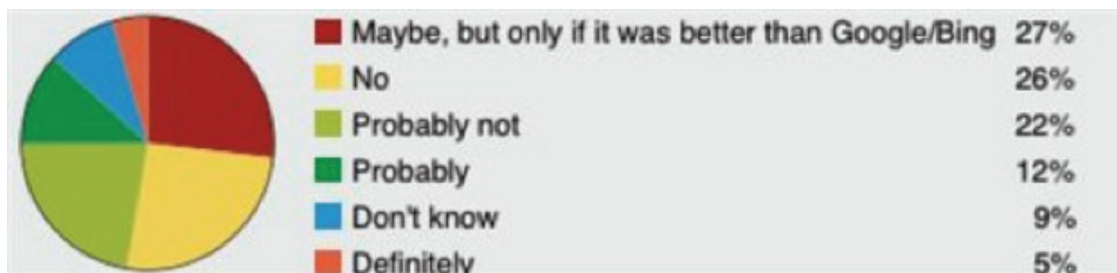 Maybe, but only if it was better than Google/Bing 27%
No 26%
Probably not 22%
Probably 12%
Don't know 9%
Definitely 5%